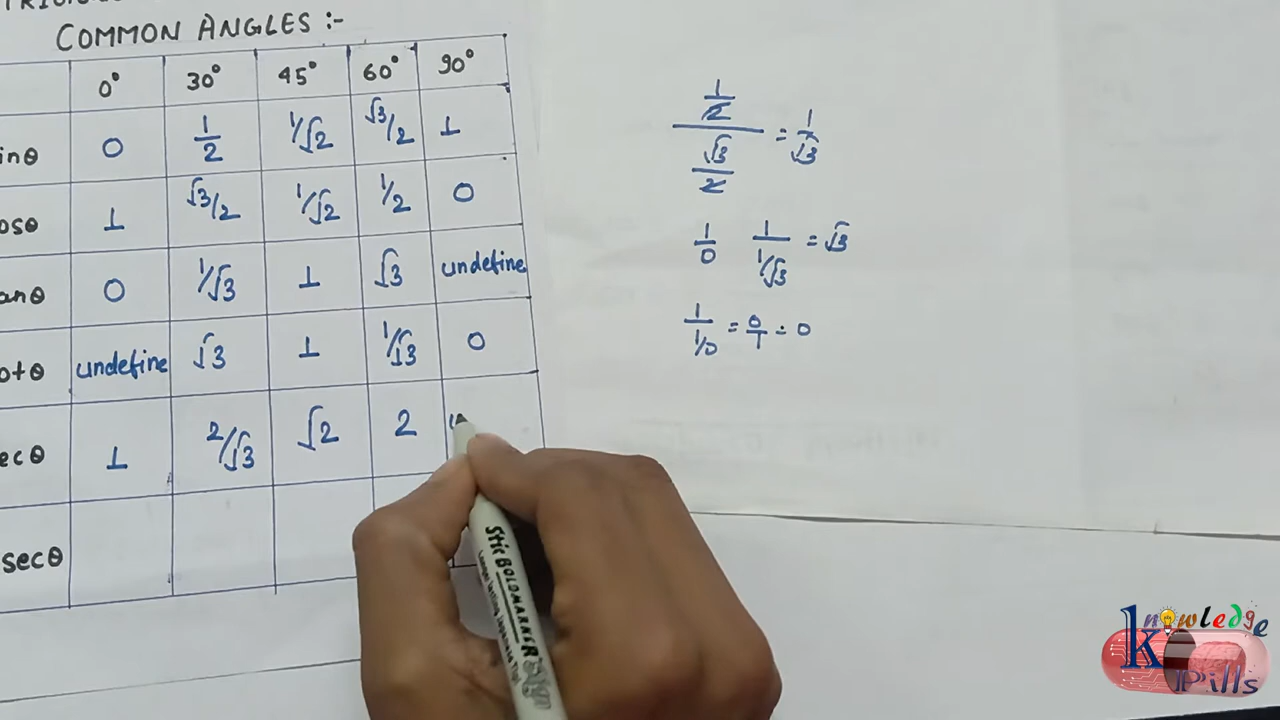 COMMON ANGLES :-
0° 30° 45° 60° 90°
inθ 0 1/2 1/√2 √3/2 1
osθ 1 √3/2 1/√2 1/2 0
anθ 0 1/√3 1 √3 undefine
otθ undefine √3 1 1/√3 0
ecθ 1 2/√3 √2 2
secθ
1/2 / √3/2 = 1/√3
1/0 1/1/√3 = √3
1/1/0 = 0/1 = 0
Stic BOLDMARKER
Knowledge
Pills